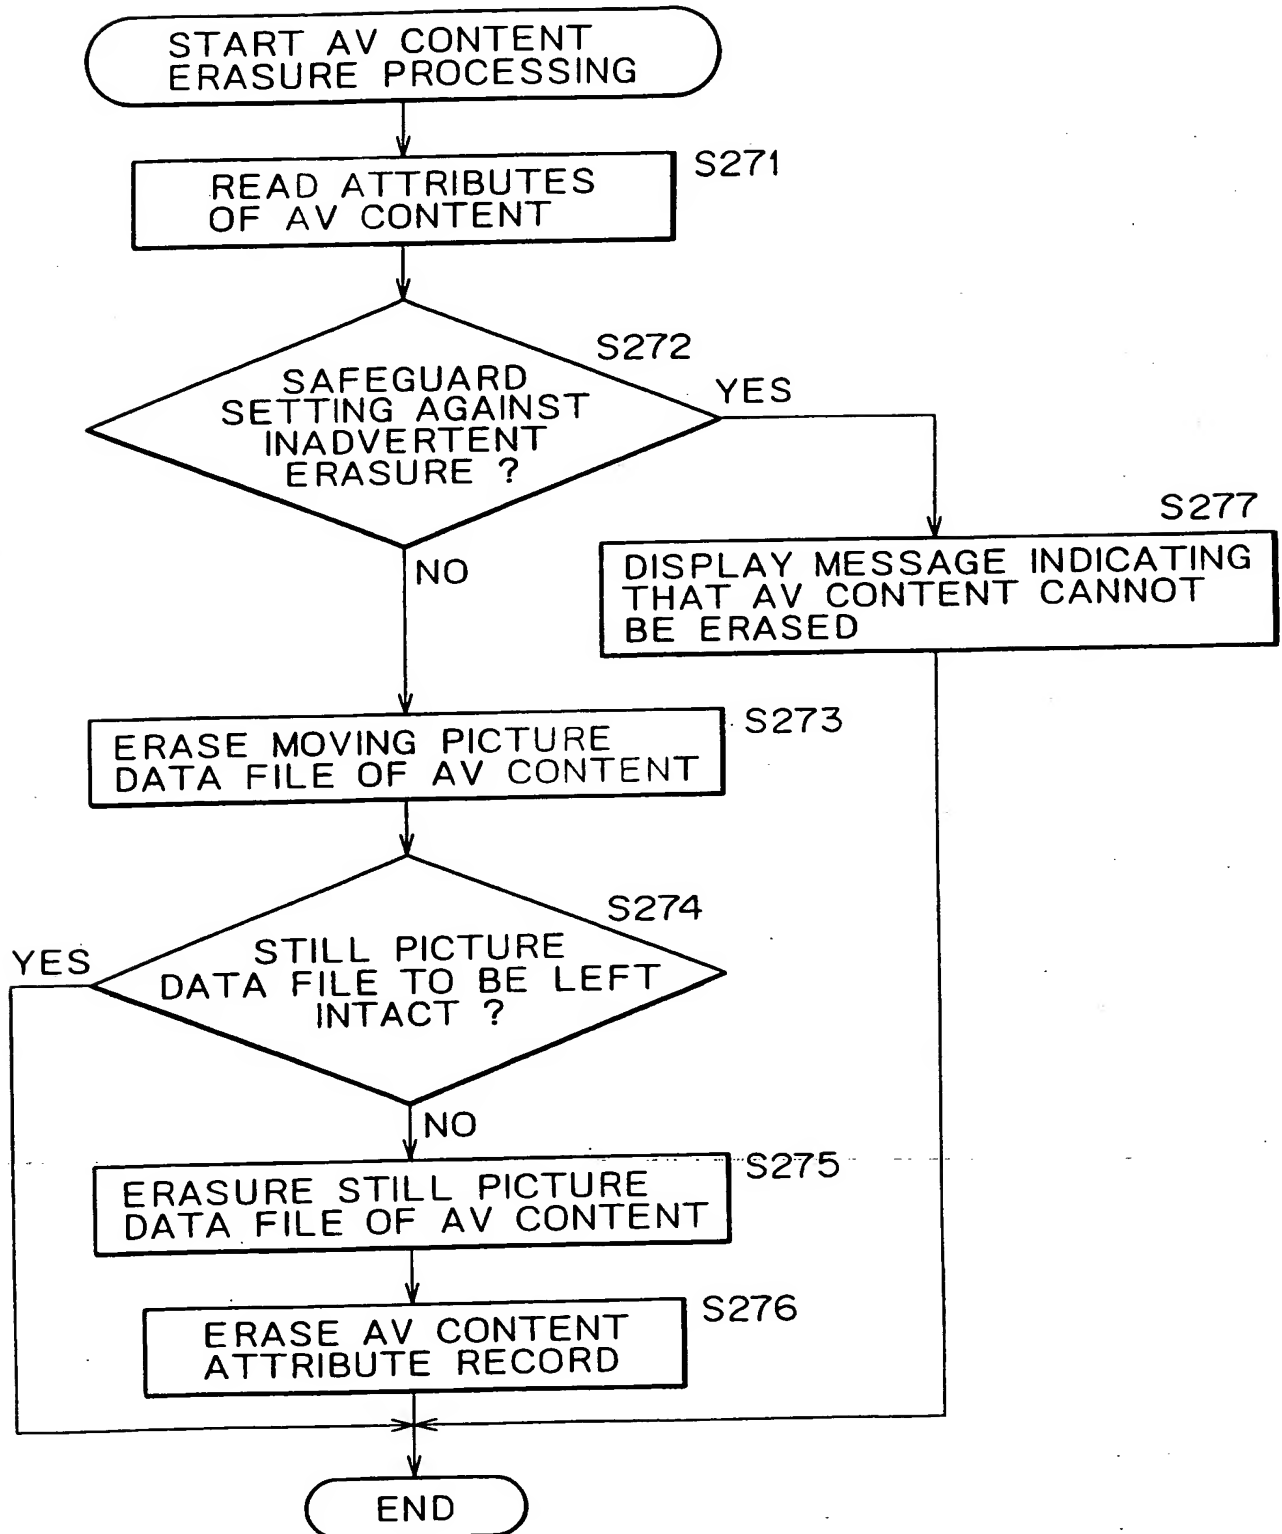 START AV CONTENT
ERASURE PROCESSING
S271
READ ATTRIBUTES
OF AV CONTENT
S272
SAFEGUARD
SETTING AGAINST
INADVERTENT
ERASURE ?
YES
NO
S277
DISPLAY MESSAGE INDICATING
THAT AV CONTENT CANNOT
BE ERASED
S273
ERASE MOVING PICTURE
DATA FILE OF AV CONTENT
S274
STILL PICTURE
DATA FILE TO BE LEFT
INTACT ?
YES
NO
S275
ERASURE STILL PICTURE
DATA FILE OF AV CONTENT
S276
ERASE AV CONTENT
ATTRIBUTE RECORD
END